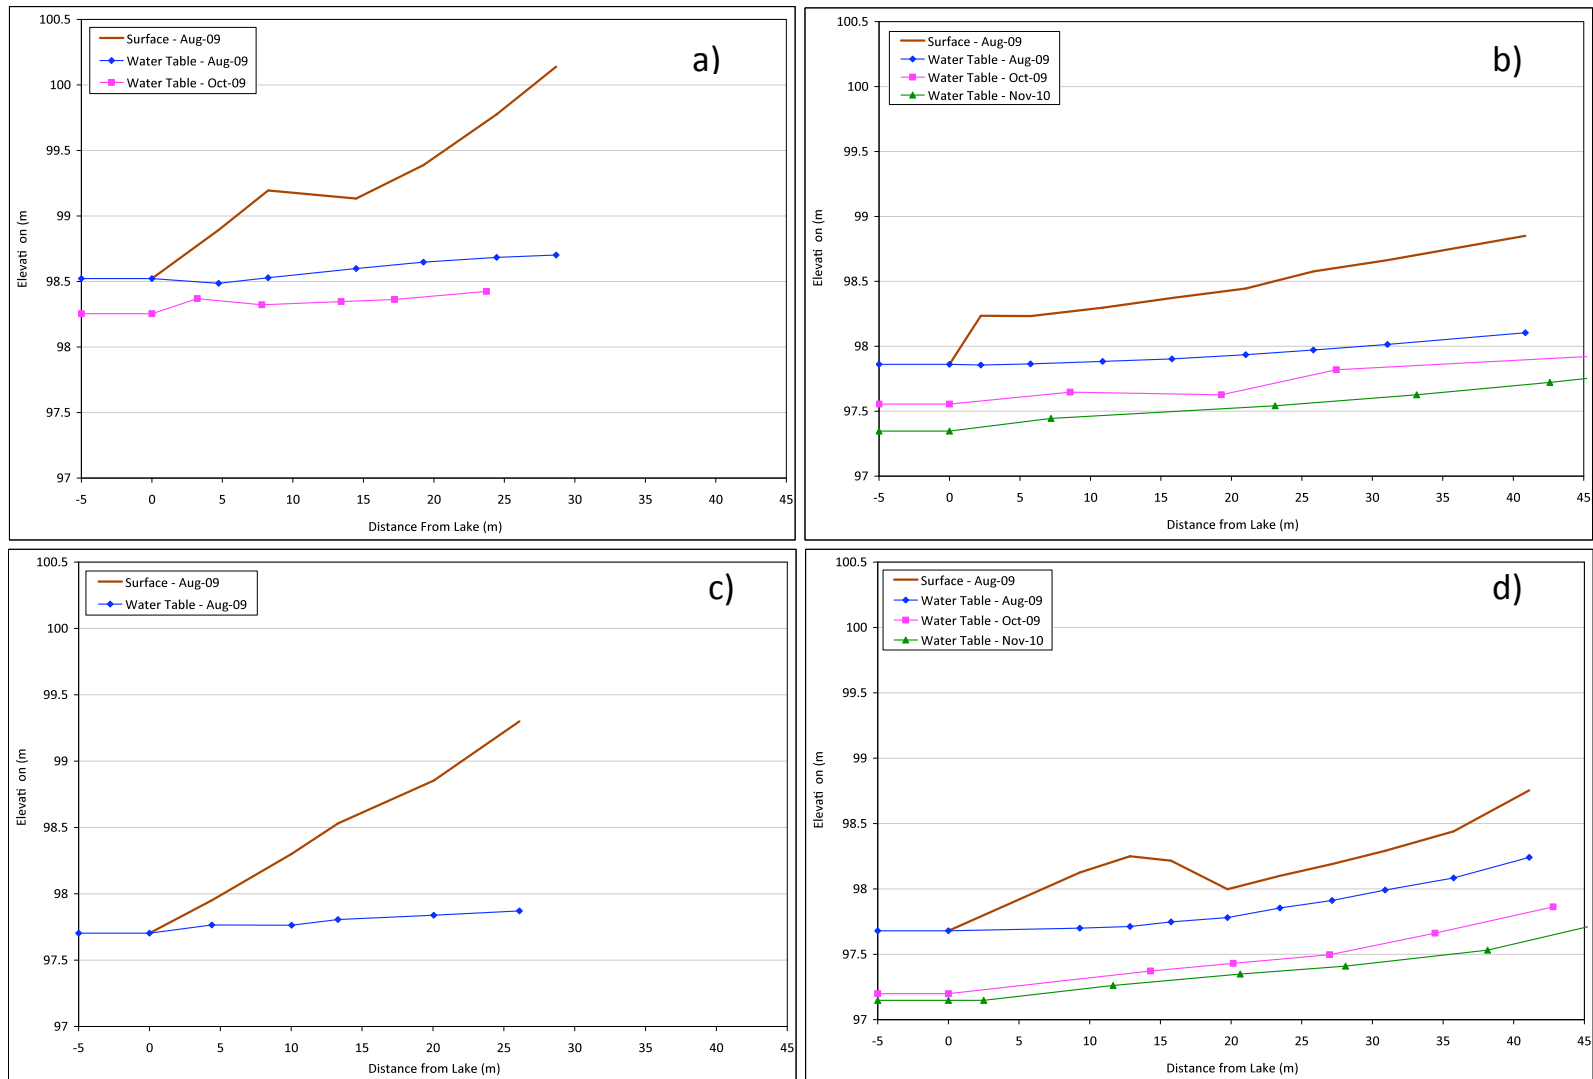 a)
Surface - Aug-09
Water Table - Aug-09
Water Table - Oct-09
100.5
100
99.5
99
98.5
98
97.5
97
Elevati on (m
-5 0 5 10 15 20 25 30 35 40 45
Distance From Lake (m)
b)
Surface - Aug-09
Water Table - Aug-09
Water Table - Oct-09
Water Table - Nov-10
100.5
100
99.5
99
98.5
98
97.5
97
Elevati on (m
-5 0 5 10 15 20 25 30 35 40 45
Distance from Lake (m)
c)
Surface - Aug-09
Water Table - Aug-09
100.5
100
99.5
99
98.5
98
97.5
97
Elevati on (m
-5 0 5 10 15 20 25 30 35 40 45
Distance from Lake (m)
d)
Surface - Aug-09
Water Table - Aug-09
Water Table - Oct-09
Water Table - Nov-10
100.5
100
99.5
99
98.5
98
97.5
97
Elevati on (m
-5 0 5 10 15 20 25 30 35 40 45
Distance from Lake (m)